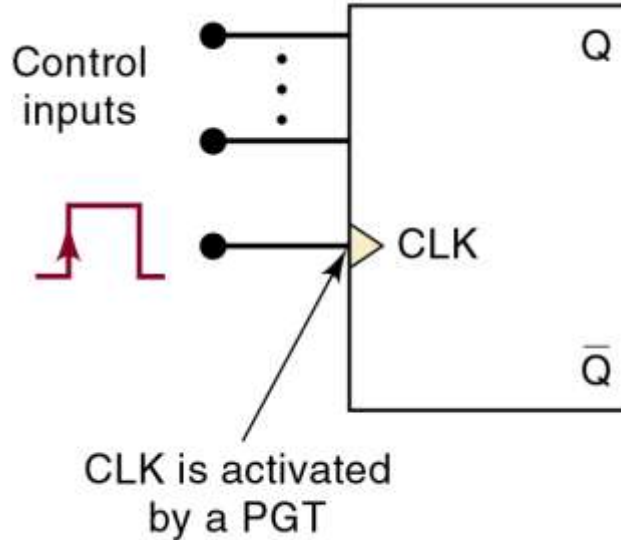 Control
inputs
Q
CLK
Q̅
CLK is activated
by a PGT